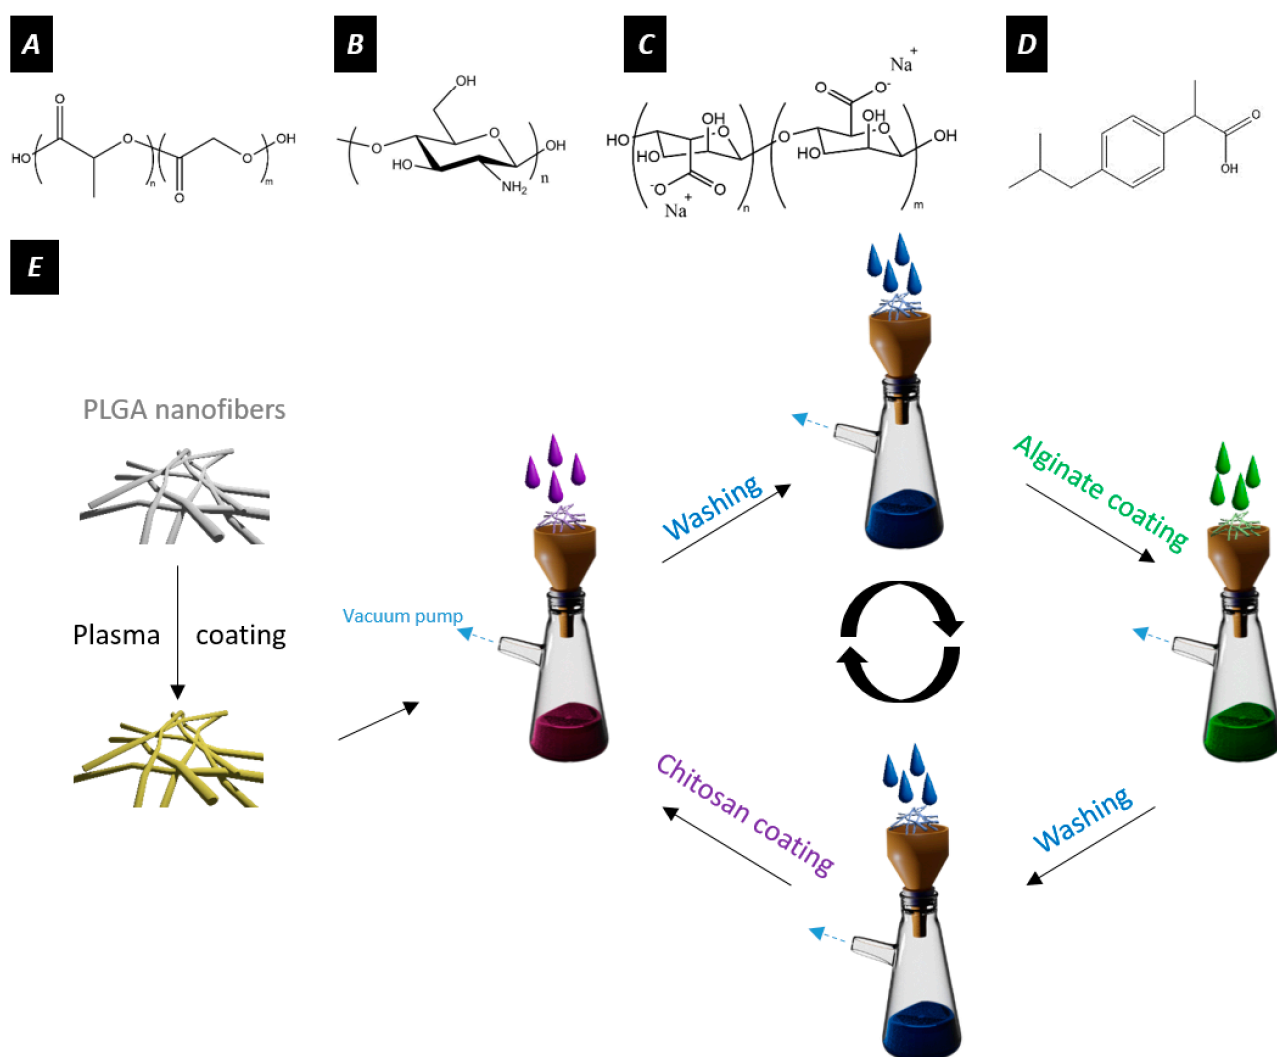 A
B
C
D
O
HO
O
n
O
O
OH
m
OH
O
HO
O
NH2
OH
n
HO
OH
HO
-O
O
Na+
n
O
O
O-
Na+
OH
HO
O
OH
m
O
OH
E
PLGA nanofibers
Plasma coating
Vacuum pump
Washing
Alginate coating
Washing
Chitosan coating